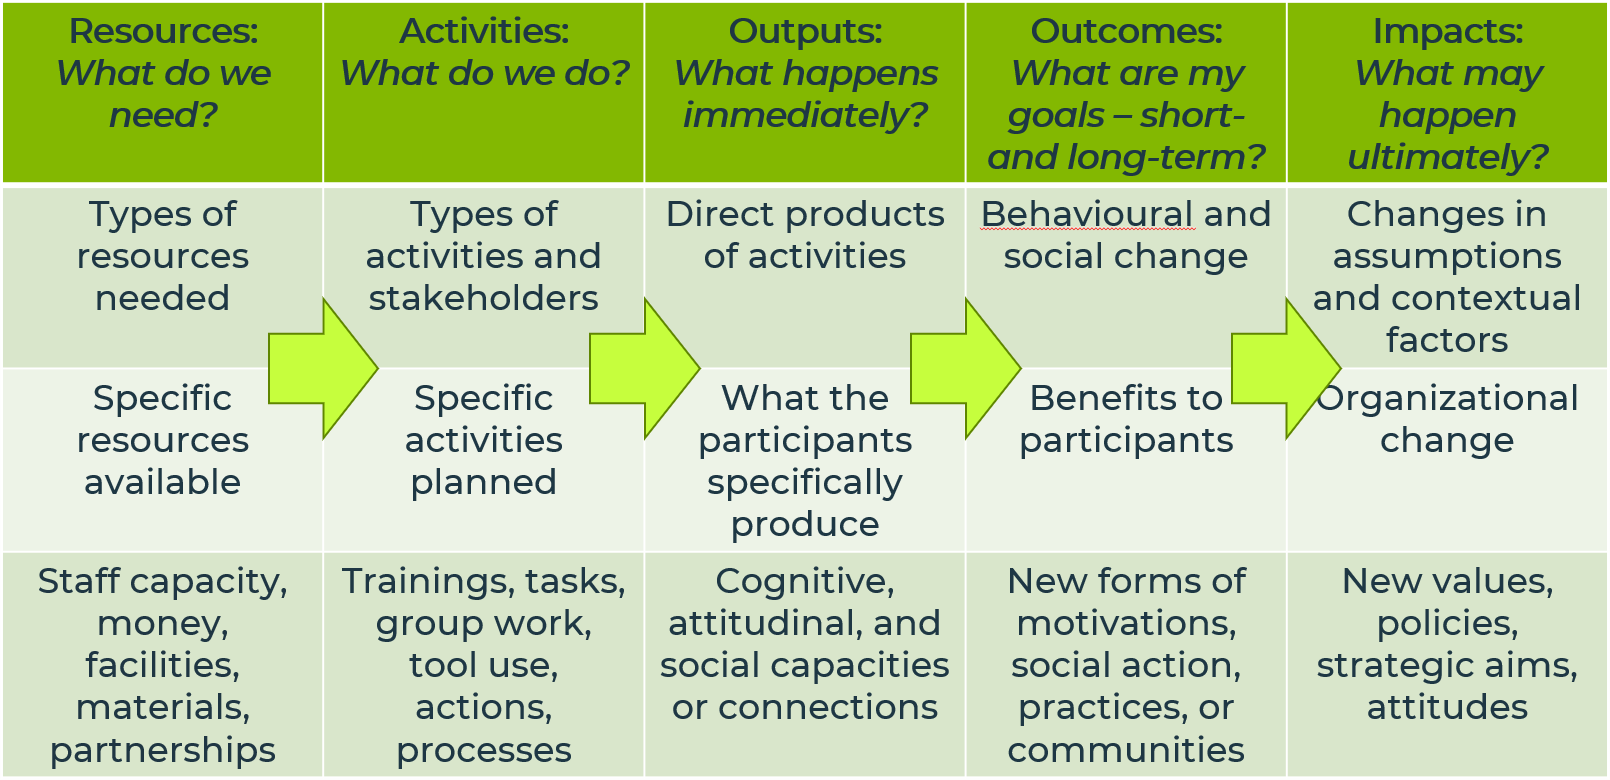 Resources:
What do we
need?
Activities:
What do we do?
Outputs:
What happens
immediately?
Outcomes:
What are my
goals – short-
and long-term?
Impacts:
What may
happen
ultimately?
Types of
resources
needed
Types of
activities and
stakeholders
Direct products
of activities
Behavioural and
social change
Changes in
assumptions
and contextual
factors
Specific
resources
available
Specific
activities
planned
What the
participants
specifically
produce
Benefits to
participants
Organizational
change
Staff capacity,
money,
facilities,
materials,
partnerships
Trainings, tasks,
group work,
tool use,
actions,
processes
Cognitive,
attitudinal, and
social capacities
or connections
New forms of
motivations,
social action,
practices, or
communities
New values,
policies,
strategic aims,
attitudes